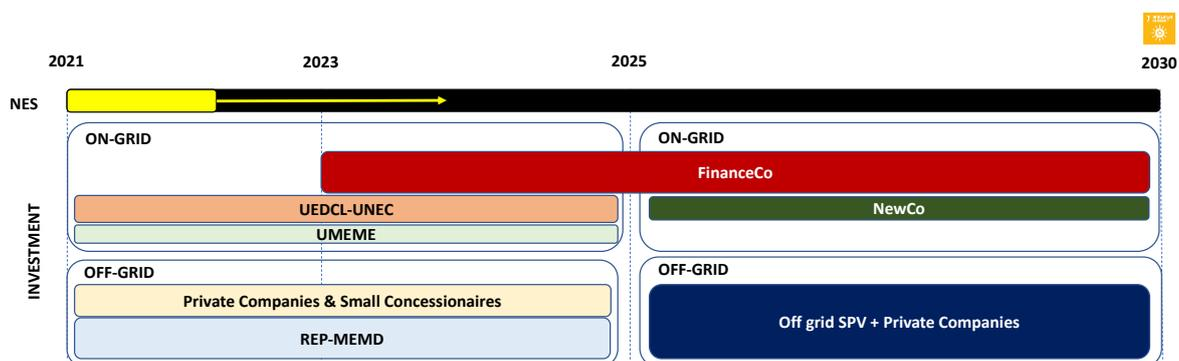 2021
2023
2025
2030
NES
ON-GRID
ON-GRID
FinanceCo
UEDCL-UNEC
NewCo
UMEME
INVESTMENT
OFF-GRID
OFF-GRID
Private Companies & Small Concessionaires
Off grid SPV + Private Companies
REP-MEMD